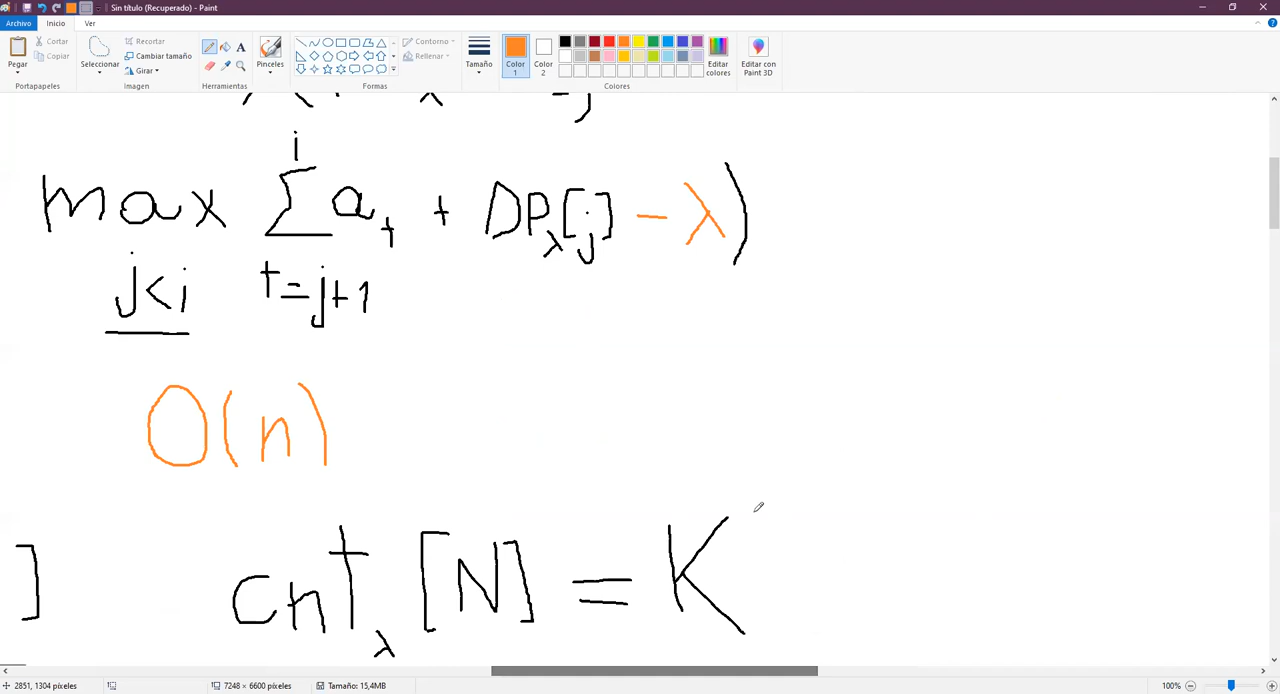 Sin título (Recuperado) - Paint
Archivo Inicio Ver
Pegar Cortar Copiar Seleccionar Recortar Cambiar tamaño Girar A Pinceles Contorno Rellenar Tamaño Color 1 Color 2 Editar colores Editar con Paint 3D
Portapapeles Imagen Herramientas Formas Colores
i
max Σ a_t + DP_λ[j] - λ)
j<i t=j+1
O(n)
] cnt_λ [N] = K
2851, 1304 píxeles 7248 × 6600 píxeles Tamaño: 15,4MB 100%